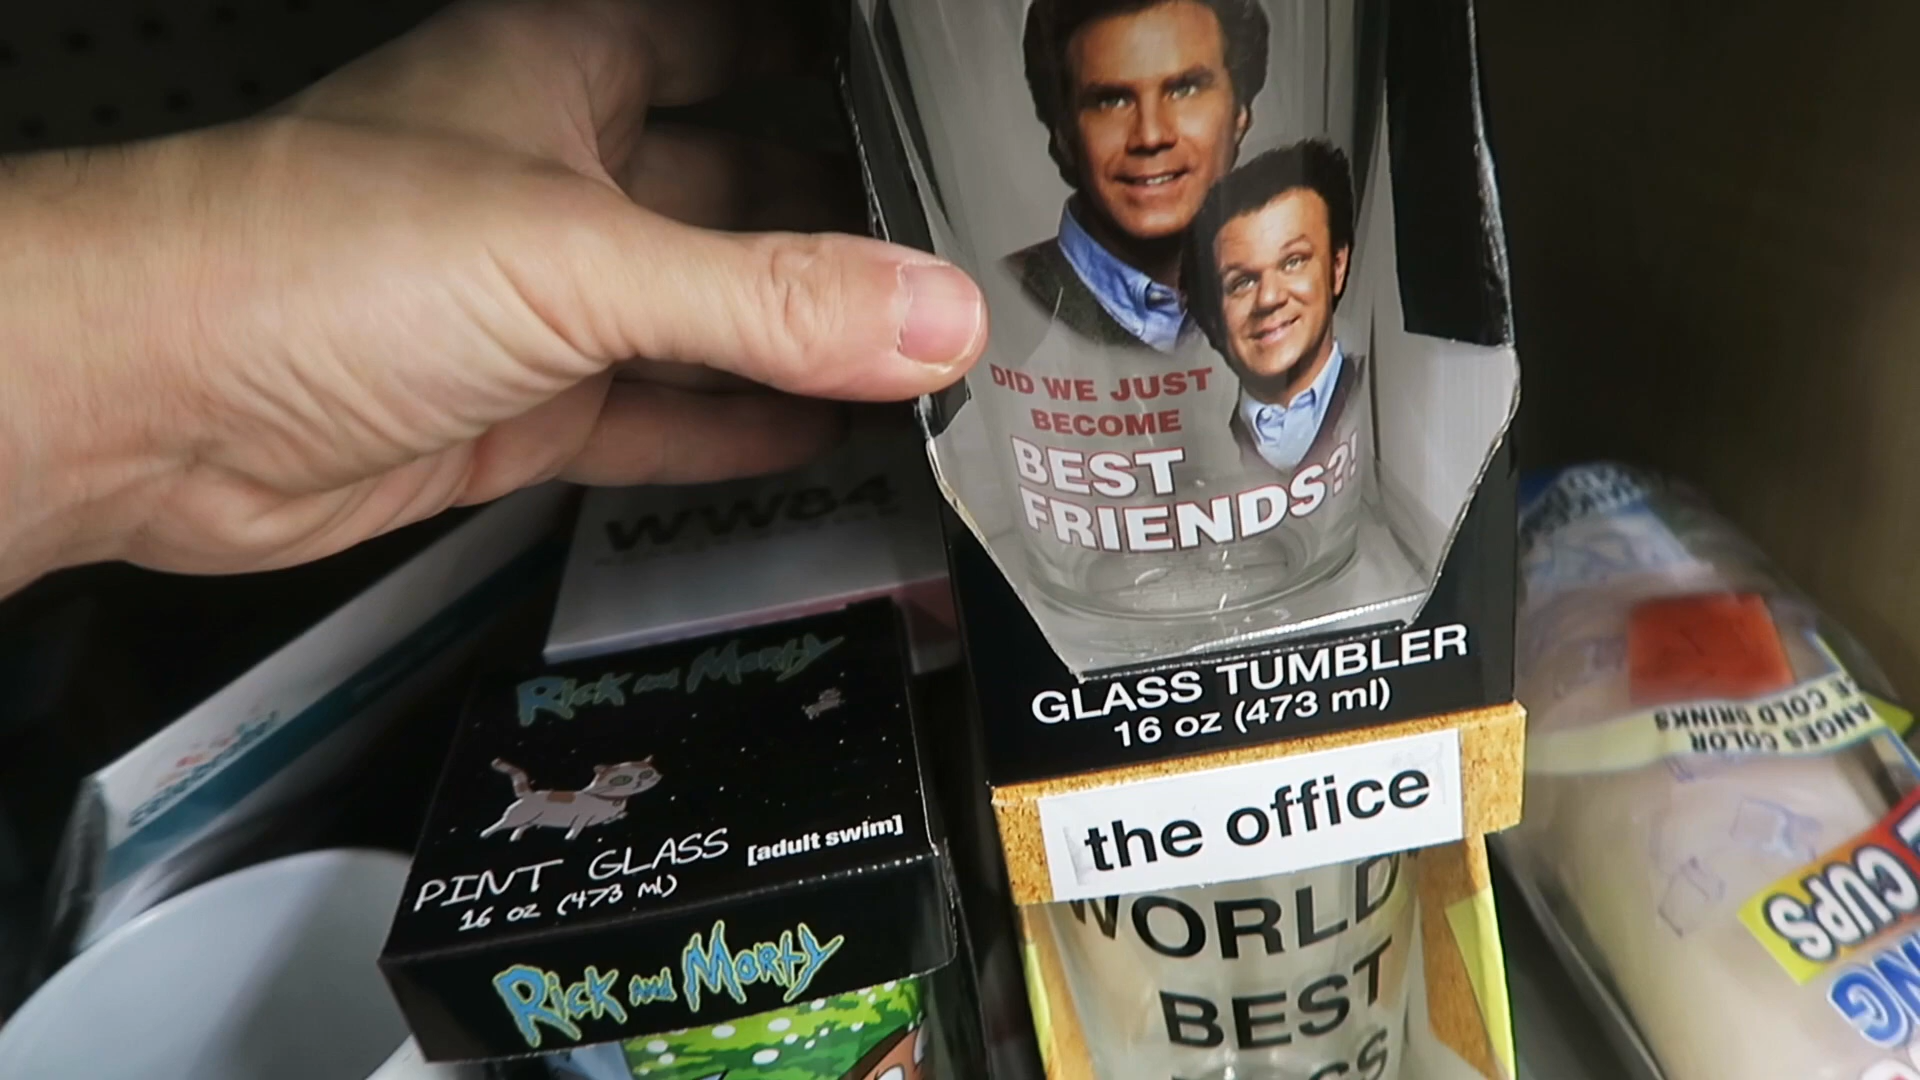 DID WE JUST
BECOME
BEST
FRIENDS?!
GLASS TUMBLER
16 oz (473 ml)
WW84
Rick and Morty
PINT GLASS [adult swim]
16 oz (473 ml)
Rick and Morty
the office
WORLD
BEST
COLD DRINKS
COLOR
CUPS